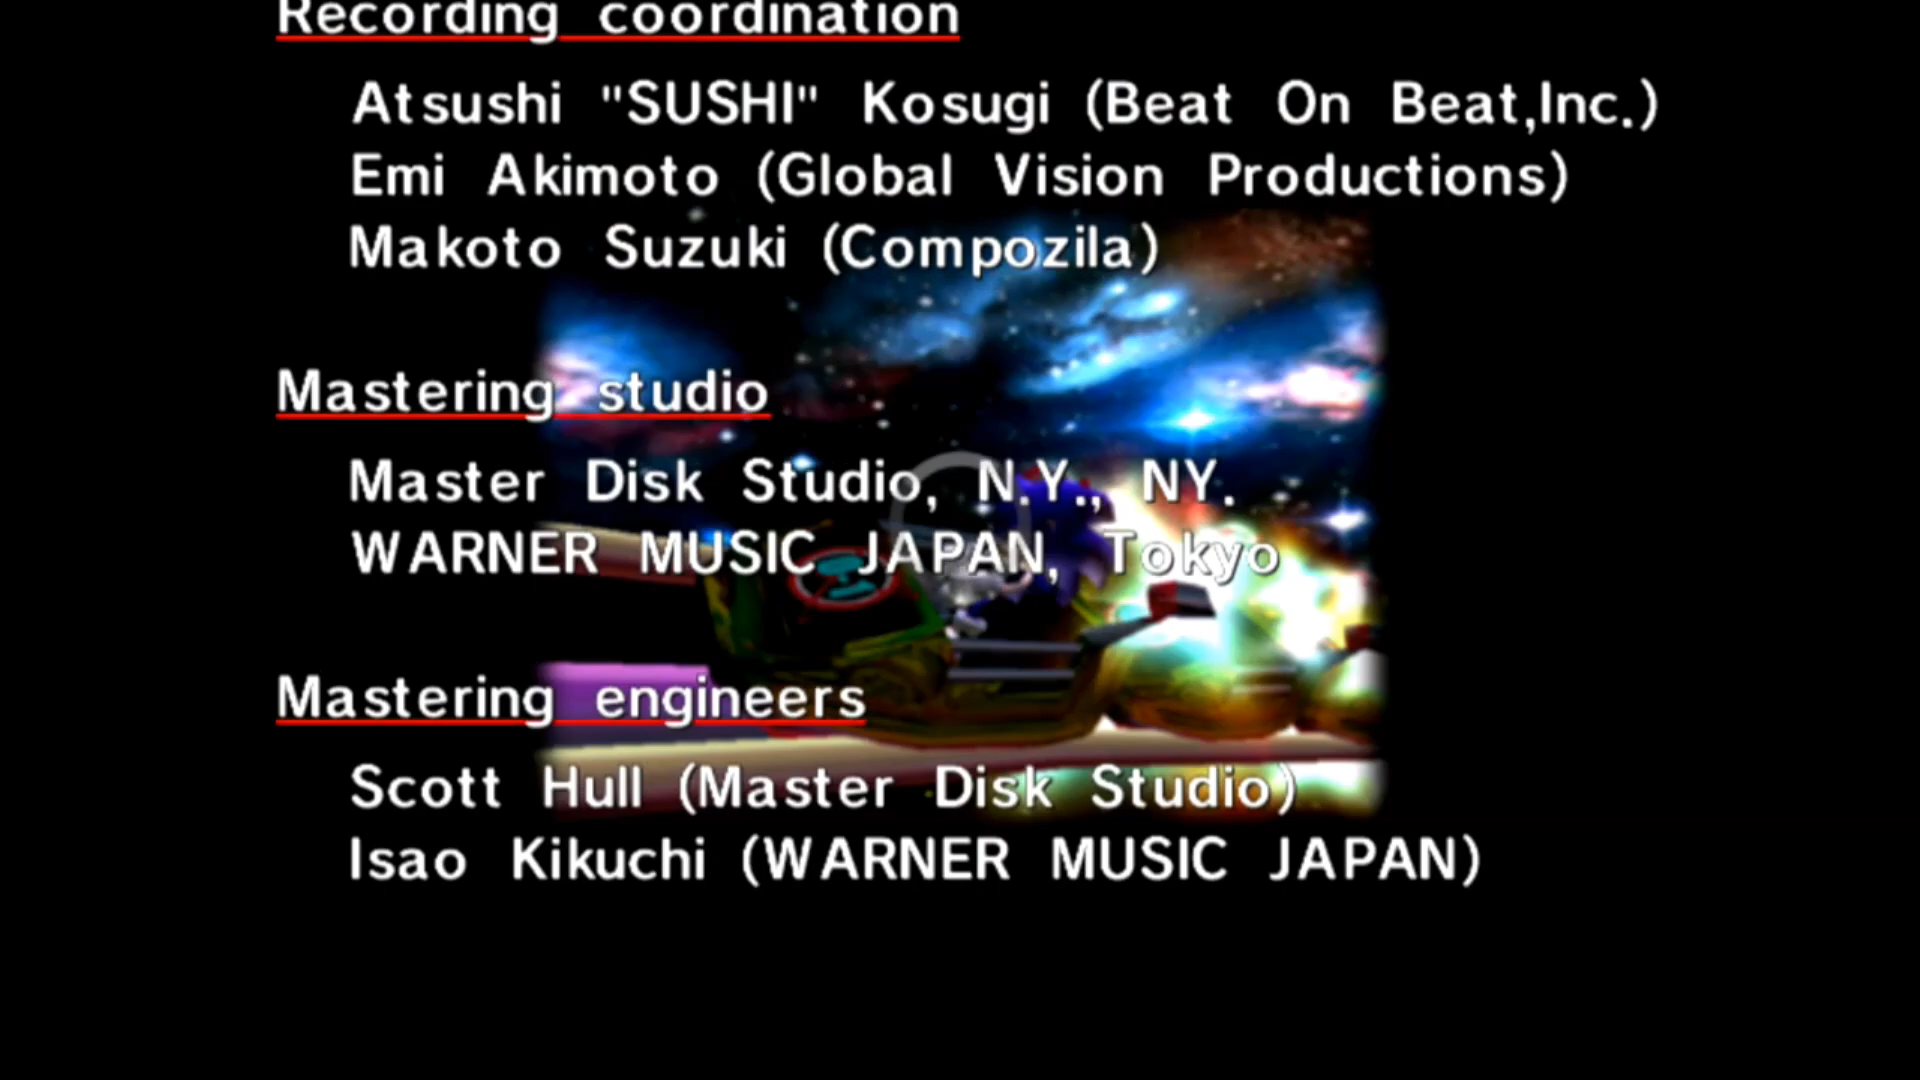 Recording coordination
Atsushi "SUSHI" Kosugi (Beat On Beat,Inc.)
Emi Akimoto (Global Vision Productions)
Makoto Suzuki (Compozila)
Mastering studio
Master Disk Studio, N.Y., NY.
WARNER MUSIC JAPAN, Tokyo
Mastering engineers
Scott Hull (Master Disk Studio)
Isao Kikuchi (WARNER MUSIC JAPAN)